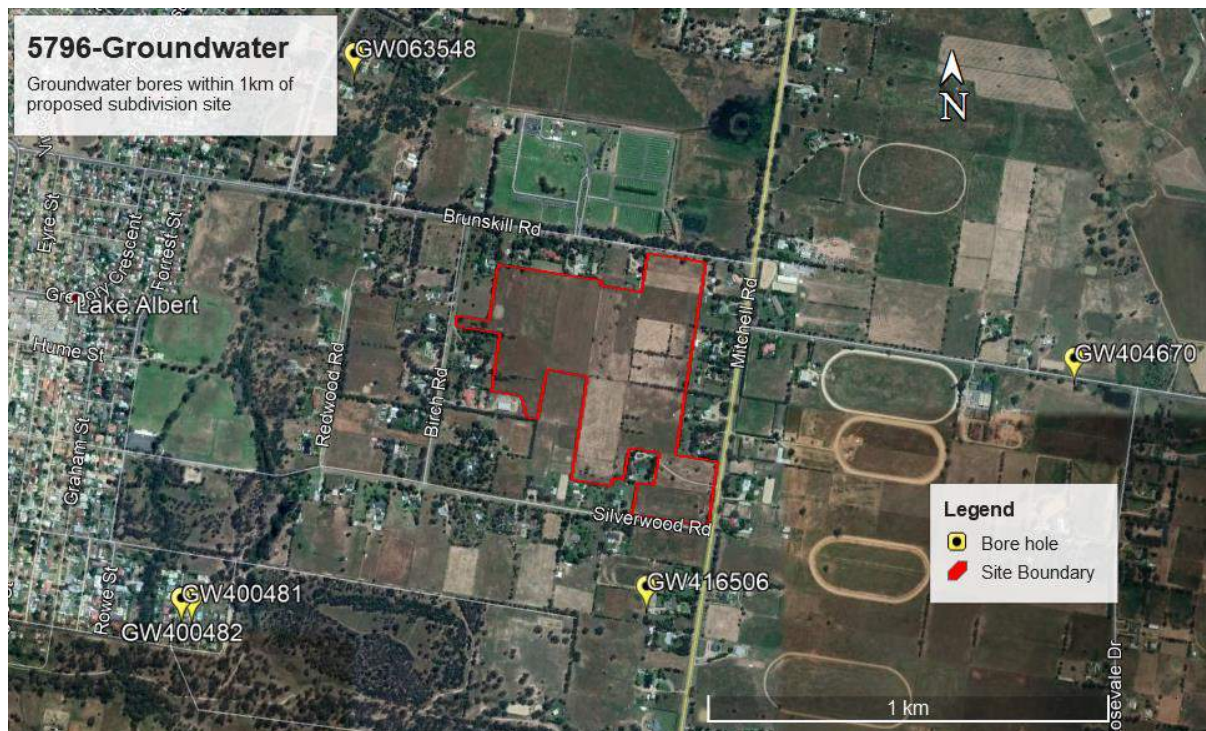 5796-Groundwater
Groundwater bores within 1km of
proposed subdivision site
GW063548
N
Brunskill Rd
Eyre St
Gregory Crescent
Forrest St
Lake Albert
Hume St
Redwood Rd
Birch Rd
Mitchell Rd
GW404670
Graham St
Silverwood Rd
Legend
Bore hole
Site Boundary
GW416506
GW400481
GW400482
Rowe St
osevale Dr
1 km